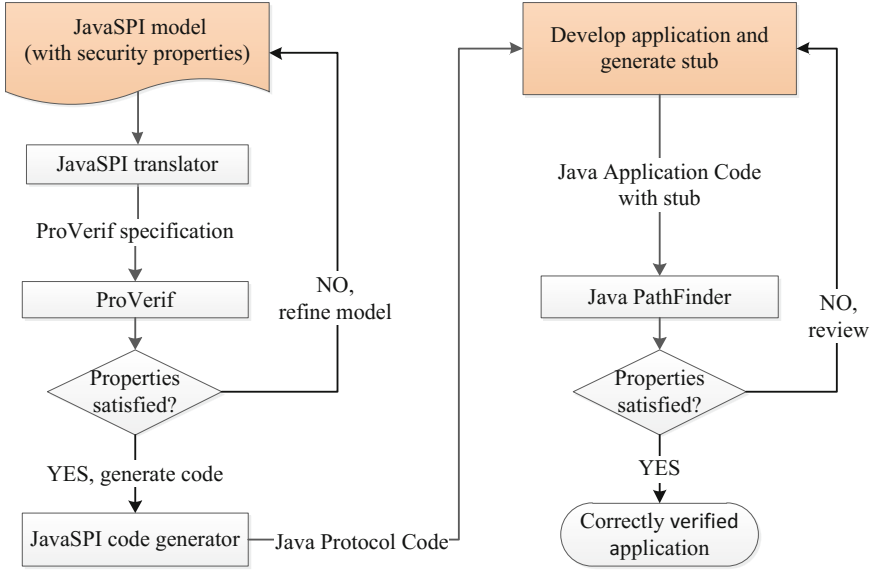 JavaSPI model
(with security properties)
JavaSPI translator
ProVerif specification
ProVerif
NO,
refine model
Properties
satisfied?
YES, generate code
JavaSPI code generator
Java Protocol Code
Develop application and
generate stub
Java Application Code
with stub
Java PathFinder
NO,
review
Properties
satisfied?
YES
Correctly verified
application